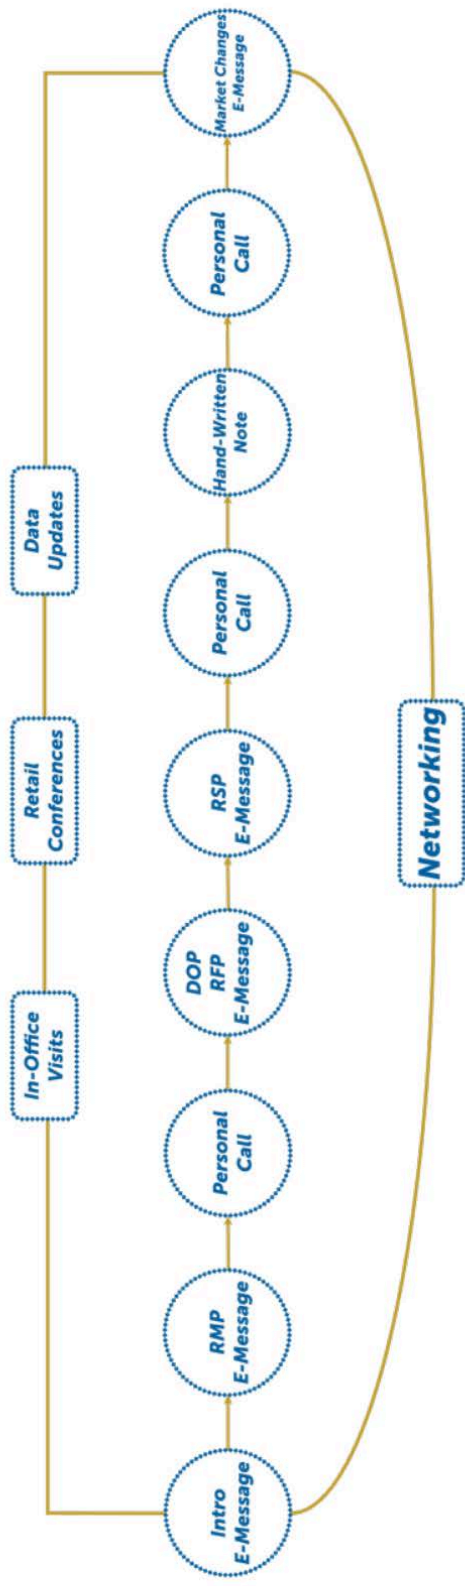 In-Office
Visits
Retail
Conferences
Data
Updates
Intro
E-Message
RMP
E-Message
Personal
Call
DOP
RFP
E-Message
RSP
E-Message
Personal
Call
Hand-Written
Note
Personal
Call
Market Changes
E-Message
Networking